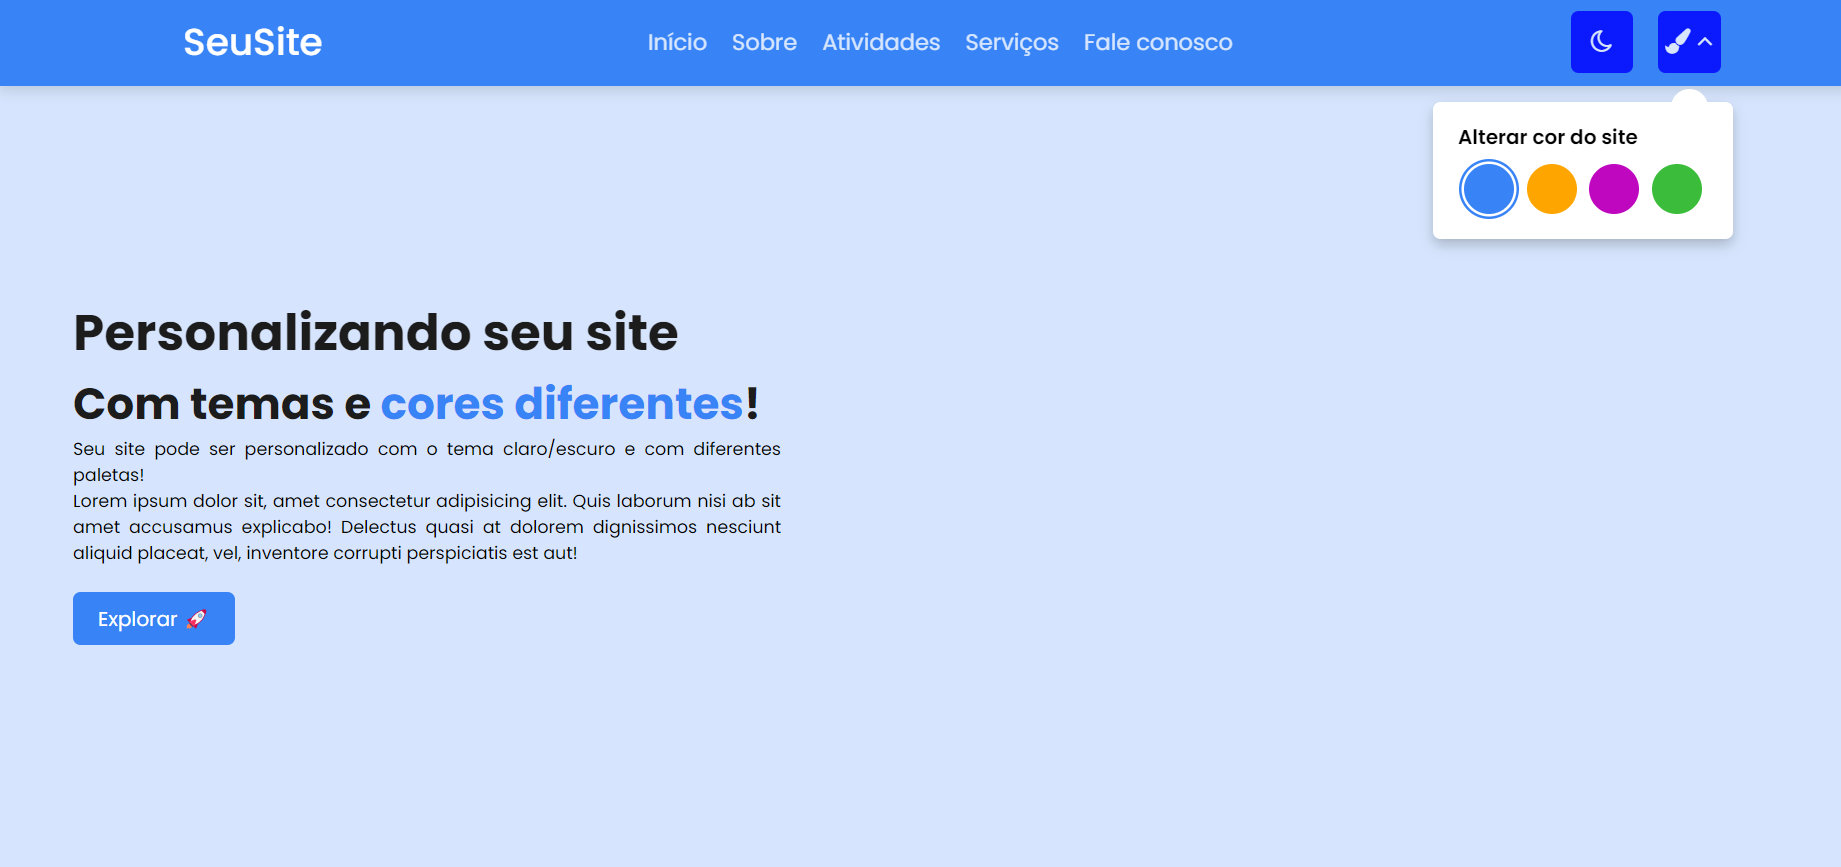 SeuSite
Início Sobre Atividades Serviços Fale conosco
Alterar cor do site
Personalizando seu site
Com temas e cores diferentes!
Seu site pode ser personalizado com o tema claro/escuro e com diferentes
paletas!
Lorem ipsum dolor sit, amet consectetur adipisicing elit. Quis laborum nisi ab sit
amet accusamus explicabo! Delectus quasi at dolorem dignissimos nesciunt
aliquid placeat, vel, inventore corrupti perspiciatis est aut!
Explorar 🚀